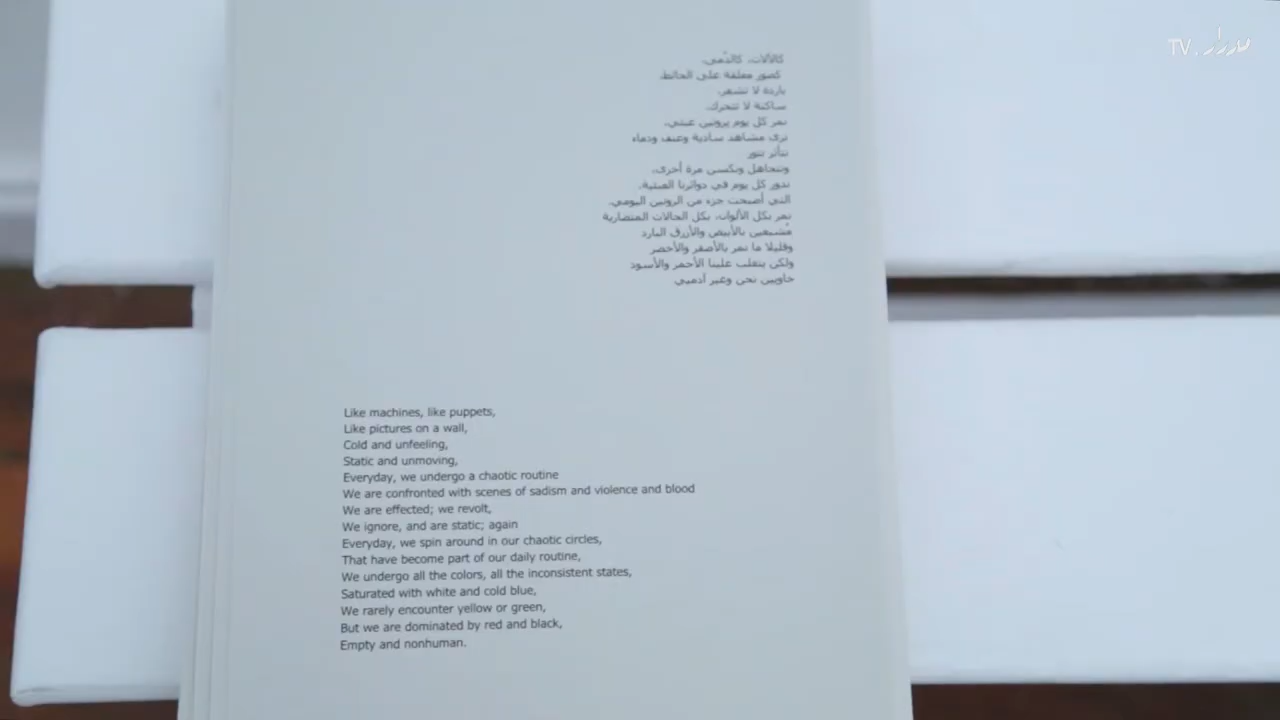 كالآلات، كالدُمى،
كصور معلقة على الحائط
باردة لا تشعر،
ساكنة لا تتحرك،
نمر كل يوم بروتين عبثي،
نرى مشاهد سادية وعنف ودماء
نتأثر نثور
ونتجاهل ونكسى مرة أخرى،
ندور كل يوم في دوائرنا العبثية،
التي أصبحت جزء من الروتين اليومي،
نمر بكل الألوان، بكل الحالات المتضاربة
مُشبعين بالأبيض والأزرق البارد
وقليلا ما نمر بالأصفر والأخضر
ولكن يتغلب علينا الأحمر والأسود
خاويين نحن وغير آدميي
Like machines, like puppets,
Like pictures on a wall,
Cold and unfeeling,
Static and unmoving,
Everyday, we undergo a chaotic routine
We are confronted with scenes of sadism and violence and blood
We are effected; we revolt,
We ignore, and are static; again
Everyday, we spin around in our chaotic circles,
That have become part of our daily routine,
We undergo all the colors, all the inconsistent states,
Saturated with white and cold blue,
We rarely encounter yellow or green,
But we are dominated by red and black,
Empty and nonhuman.
TV.